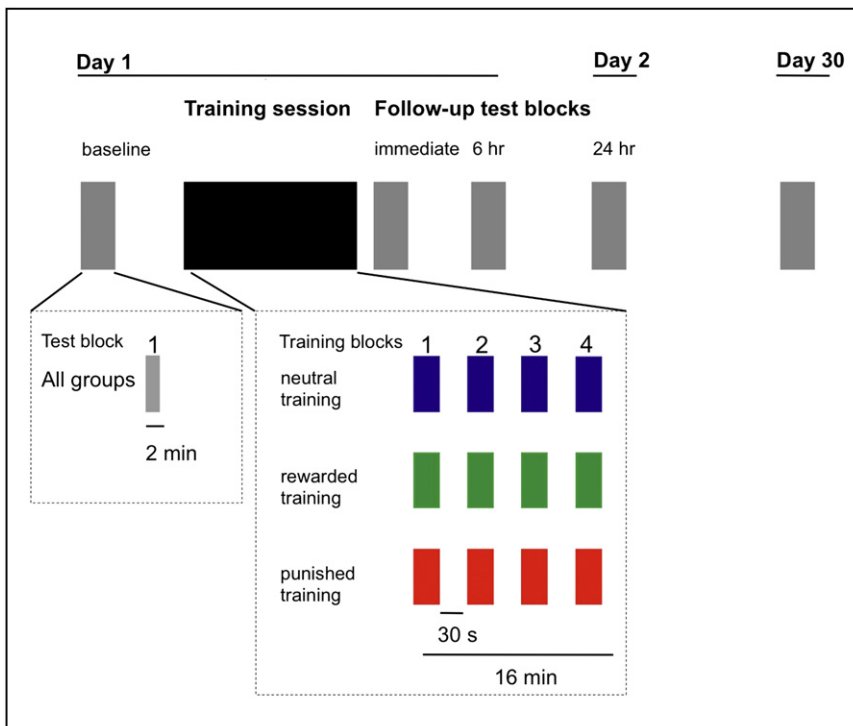 Day 1 Day 2 Day 30
Training session Follow-up test blocks
baseline immediate 6 hr 24 hr
Test block 1
All groups
2 min
Training blocks 1 2 3 4
neutral
training
rewarded
training
punished
training
30 s
16 min